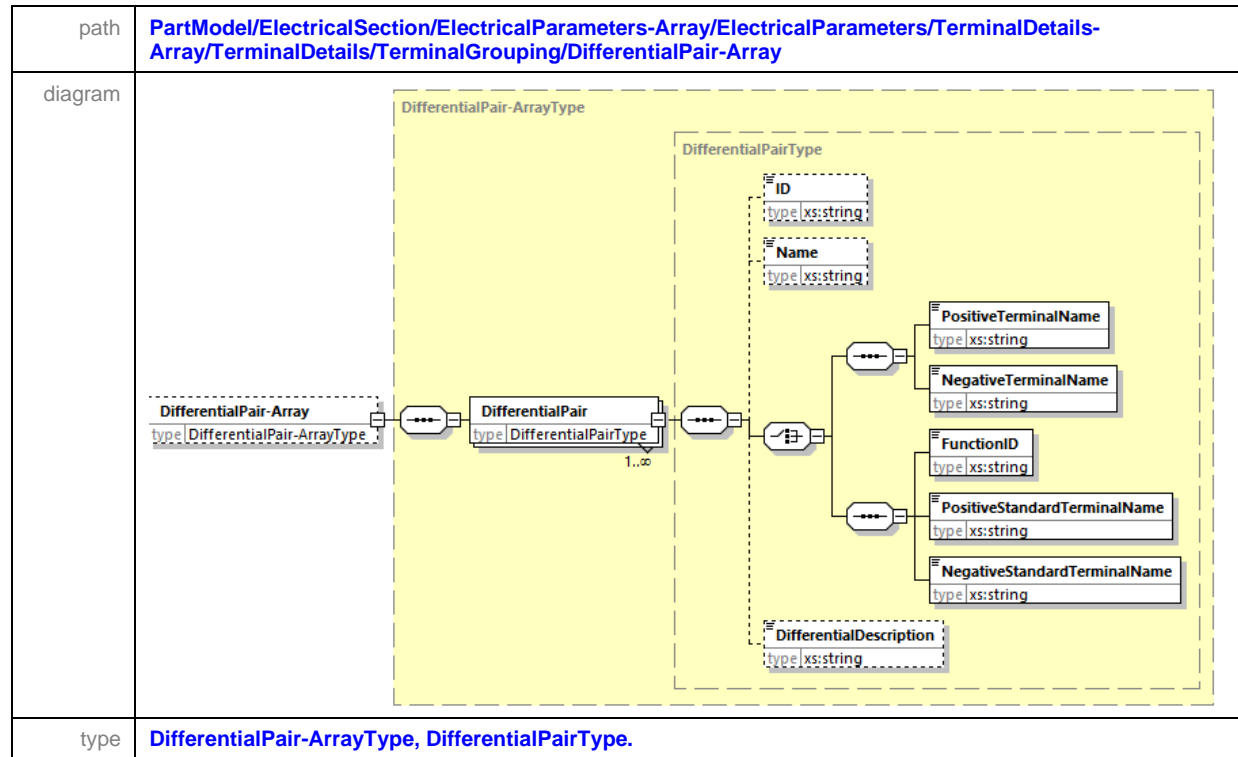 path
PartModel/ElectricalSection/ElectricalParameters-Array/ElectricalParameters/TerminalDetails-
Array/TerminalDetails/TerminalGrouping/DifferentialPair-Array
diagram
DifferentialPair-ArrayType
DifferentialPairType
ID
type xs:string
Name
type xs:string
PositiveTerminalName
type xs:string
NegativeTerminalName
type xs:string
DifferentialPair-Array
type DifferentialPair-ArrayType
DifferentialPair
type DifferentialPairType
1..∞
FunctionID
type xs:string
PositiveStandardTerminalName
type xs:string
NegativeStandardTerminalName
type xs:string
DifferentialDescription
type xs:string
type
DifferentialPair-ArrayType, DifferentialPairType.